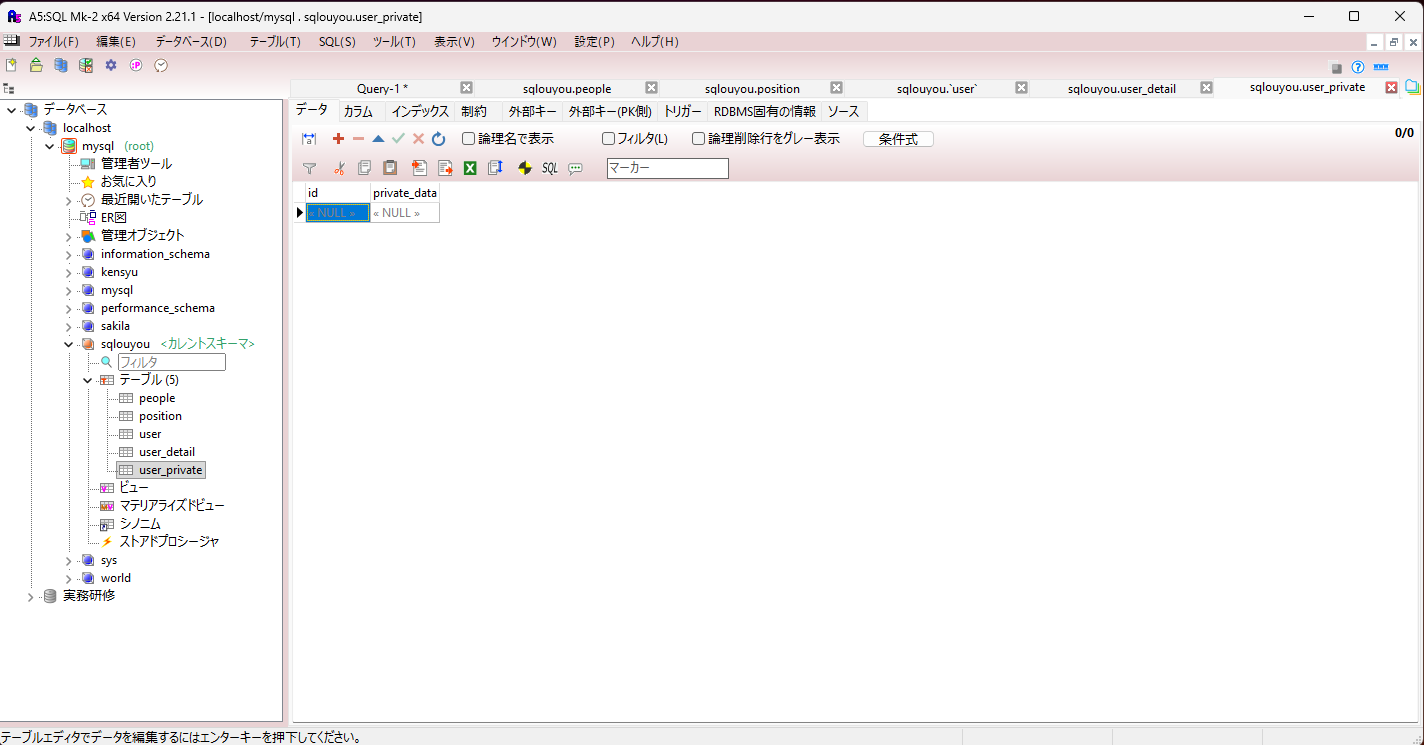 A5:SQL Mk-2 x64 Version 2.21.1 - [localhost/mysql . sqlouyou.user_private]
ファイル(F) 編集(E) データベース(D) テーブル(T) SQL(S) ツール(T) 表示(V) ウインドウ(W) 設定(P) ヘルプ(H)
Query-1 * sqlouyou.people sqlouyou.position sqlouyou.`user` sqlouyou.user_detail sqlouyou.user_private
データ カラム インデックス 制約 外部キー 外部キー(PK側) トリガー RDBMS固有の情報 ソース
論理名で表示 フィルタ(L) 論理削除行をグレー表示 条件式 0/0
SQL マーカー
id private_data
« NULL » « NULL »
データベース
localhost
mysql (root)
管理者ツール
お気に入り
最近開いたテーブル
ER図
管理オブジェクト
information_schema
kensyu
mysql
performance_schema
sakila
sqlouyou <カレントスキーマ>
フィルタ
テーブル (5)
people
position
user
user_detail
user_private
ビュー
マテリアライズドビュー
シノニム
ストアドプロシージャ
sys
world
実務研修
テーブルエディタでデータを編集するにはエンターキーを押下してください。